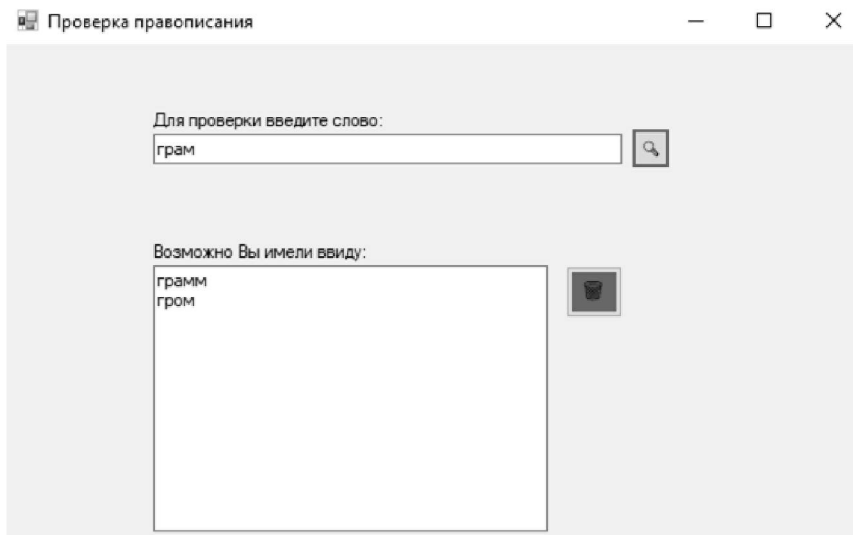 Проверка правописания
Для проверки введите слово:
грам
Возможно Вы имели ввиду:
грамм
гром